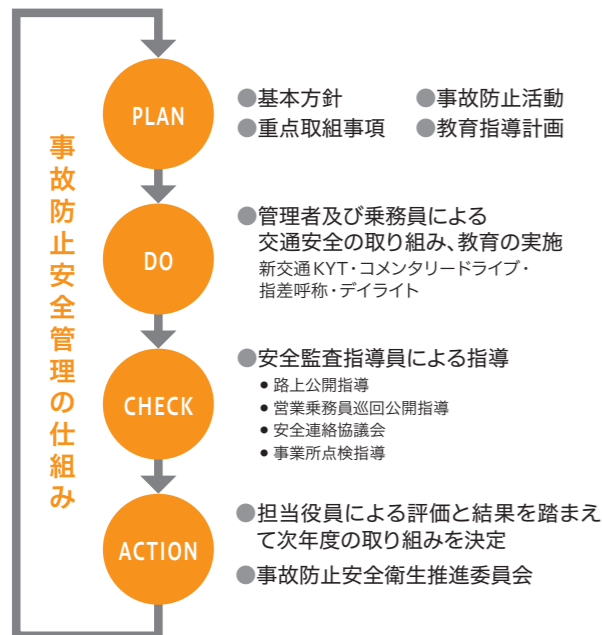 事故防止安全管理の仕組み
PLAN
●基本方針 ●事故防止活動
●重点取組事項 ●教育指導計画
DO
●管理者及び乗務員による
交通安全の取り組み、教育の実施
新交通KYT・コメンタリードライブ・
指差呼称・デイライト
CHECK
●安全監査指導員による指導
• 路上公開指導
• 営業乗務員巡回公開指導
• 安全連絡協議会
• 事業所点検指導
ACTION
●担当役員による評価と結果を踏まえ
て次年度の取り組みを決定
●事故防止安全衛生推進委員会